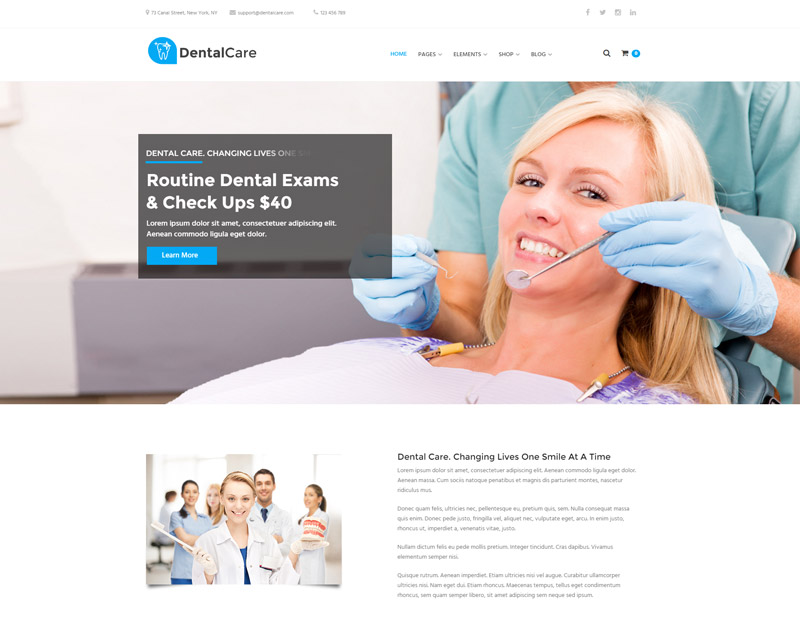 73 Canal Street, New York, NY
support@dentalcare.com
123 456 789
DentalCare
HOME PAGES ELEMENTS SHOP BLOG
0
DENTAL CARE. CHANGING LIVES ONE
Routine Dental Exams
& Check Ups $40
Lorem ipsum dolor sit amet, consectetuer adipiscing elit.
Aenean commodo ligula eget dolor.
Learn More
Dental Care. Changing Lives One Smile At A Time
Lorem ipsum dolor sit amet, consectetuer adipiscing elit. Aenean commodo ligula eget dolor.
Aenean massa. Cum sociis natoque penatibus et magnis dis parturient montes, nascetur
ridiculus mus.
Donec quam felis, ultricies nec, pellentesque eu, pretium quis, sem. Nulla consequat massa
quis enim. Donec pede justo, fringilla vel, aliquet nec, vulputate eget, arcu. In enim justo,
rhoncus ut, imperdiet a, venenatis vitae, justo.
Nullam dictum felis eu pede mollis pretium. Integer tincidunt. Cras dapibus. Vivamus
elementum semper nisi.
Quisque rutrum. Aenean imperdiet. Etiam ultricies nisi vel augue. Curabitur ullamcorper
ultricies nisi. Nam eget dui. Etiam rhoncus. Maecenas tempus, tellus eget condimentum
rhoncus, sem quam semper libero, sit amet adipiscing sem neque sed ipsum.